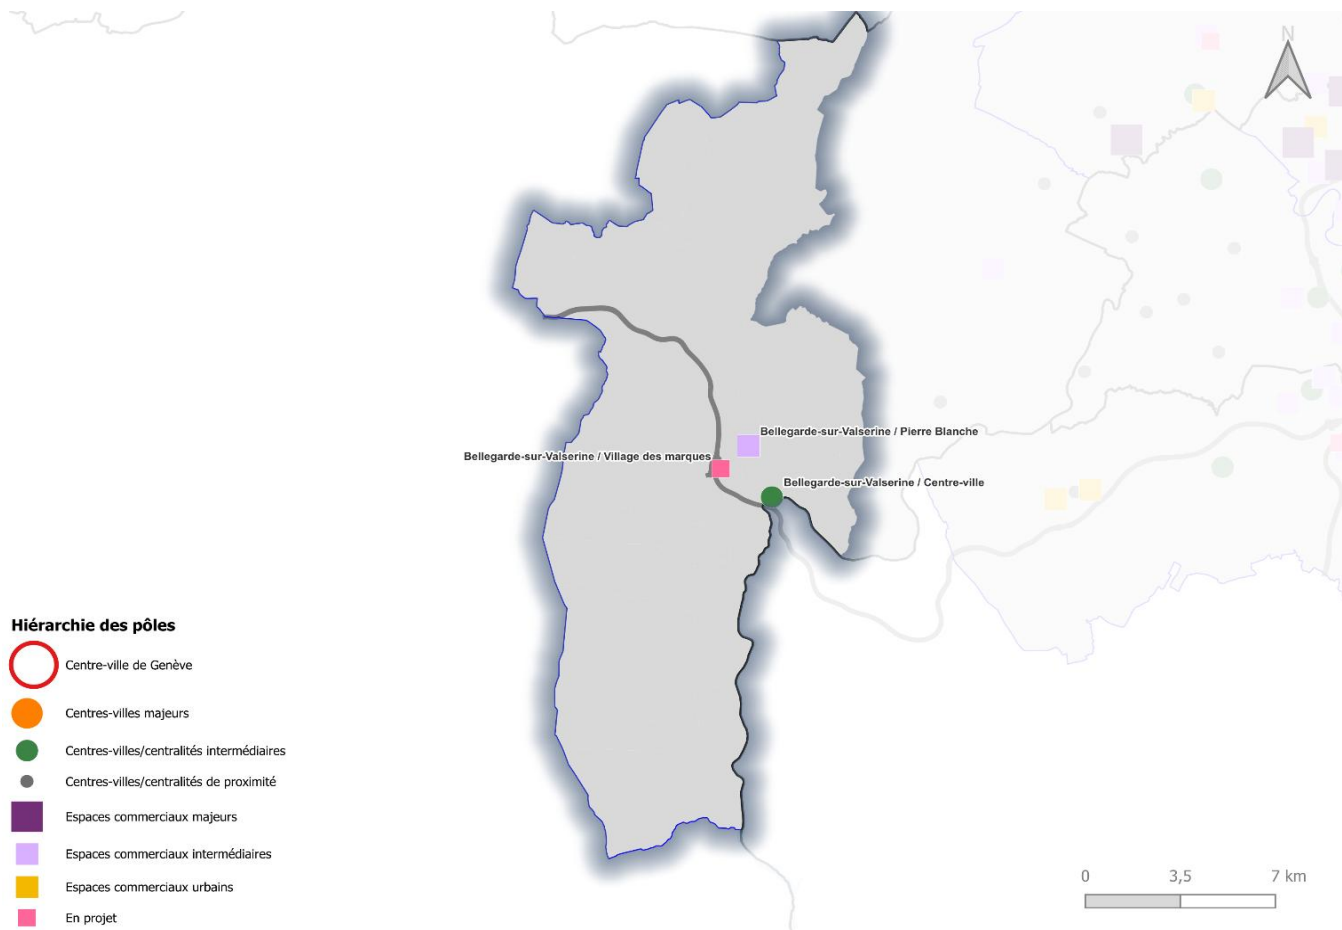 N
Bellegarde-sur-Valserine / Pierre Blanche
Bellegarde-sur-Valserine / Village des marques
Bellegarde-sur-Valserine / Centre-ville
Hiérarchie des pôles
Centre-ville de Genève
Centres-villes majeurs
Centres-villes/centralités intermédiaires
Centres-villes/centralités de proximité
Espaces commerciaux majeurs
Espaces commerciaux intermédiaires
Espaces commerciaux urbains
En projet
0 3,5 7 km